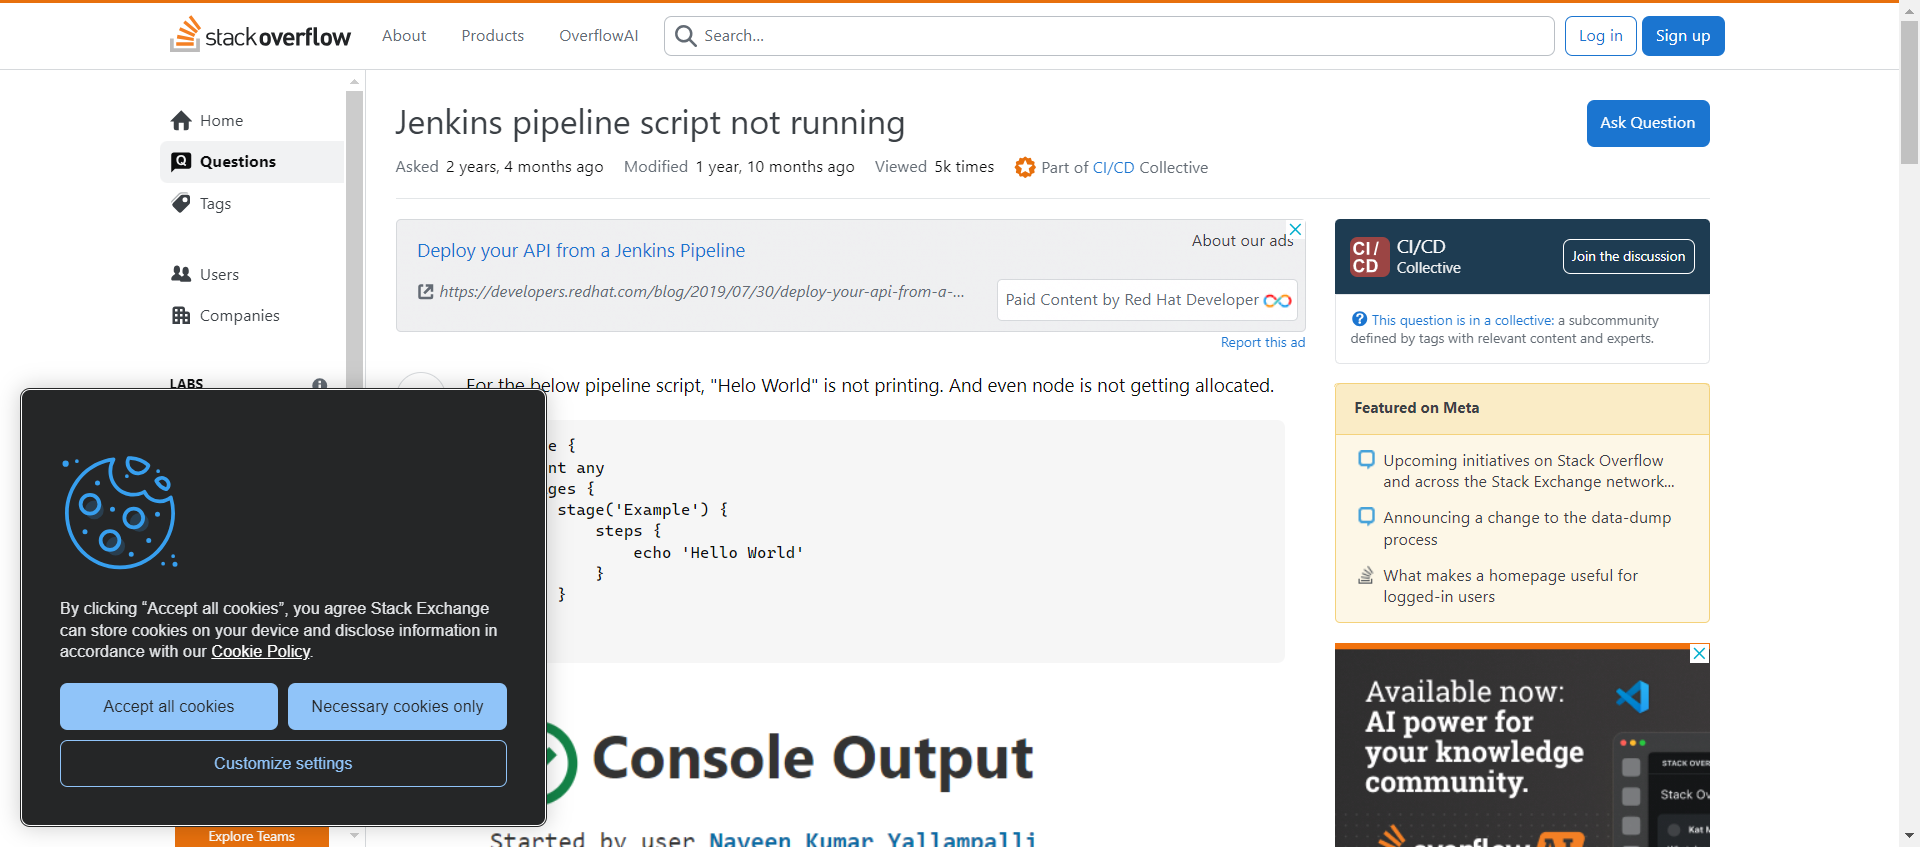 stack overflow
About
Products
OverflowAI
Search...
Log in
Sign up
Home
Questions
Tags
Users
Companies
LABS
Explore Teams
Jenkins pipeline script not running
Ask Question
Asked 2 years, 4 months ago Modified 1 year, 10 months ago Viewed 5k times Part of CI/CD Collective
Deploy your API from a Jenkins Pipeline
About our ads
https://developers.redhat.com/blog/2019/07/30/deploy-your-api-from-a-...
Paid Content by Red Hat Developer
Report this ad
For the below pipeline script, "Helo World" is not printing. And even node is not getting allocated.
e {
nt any
ges {
stage('Example') {
steps {
echo 'Hello World'
}
}
Console Output
Started by user Naveen Kumar Yallampalli
By clicking “Accept all cookies”, you agree Stack Exchange
can store cookies on your device and disclose information in
accordance with our Cookie Policy.
Accept all cookies
Necessary cookies only
Customize settings
CI/
CD
CI/CD
Collective
Join the discussion
This question is in a collective: a subcommunity
defined by tags with relevant content and experts.
Featured on Meta
Upcoming initiatives on Stack Overflow
and across the Stack Exchange network...
Announcing a change to the data-dump
process
What makes a homepage useful for
logged-in users
Available now:
AI power for
your knowledge
community.
STACK OVER
Stack Ov
Kat M
overflow AI